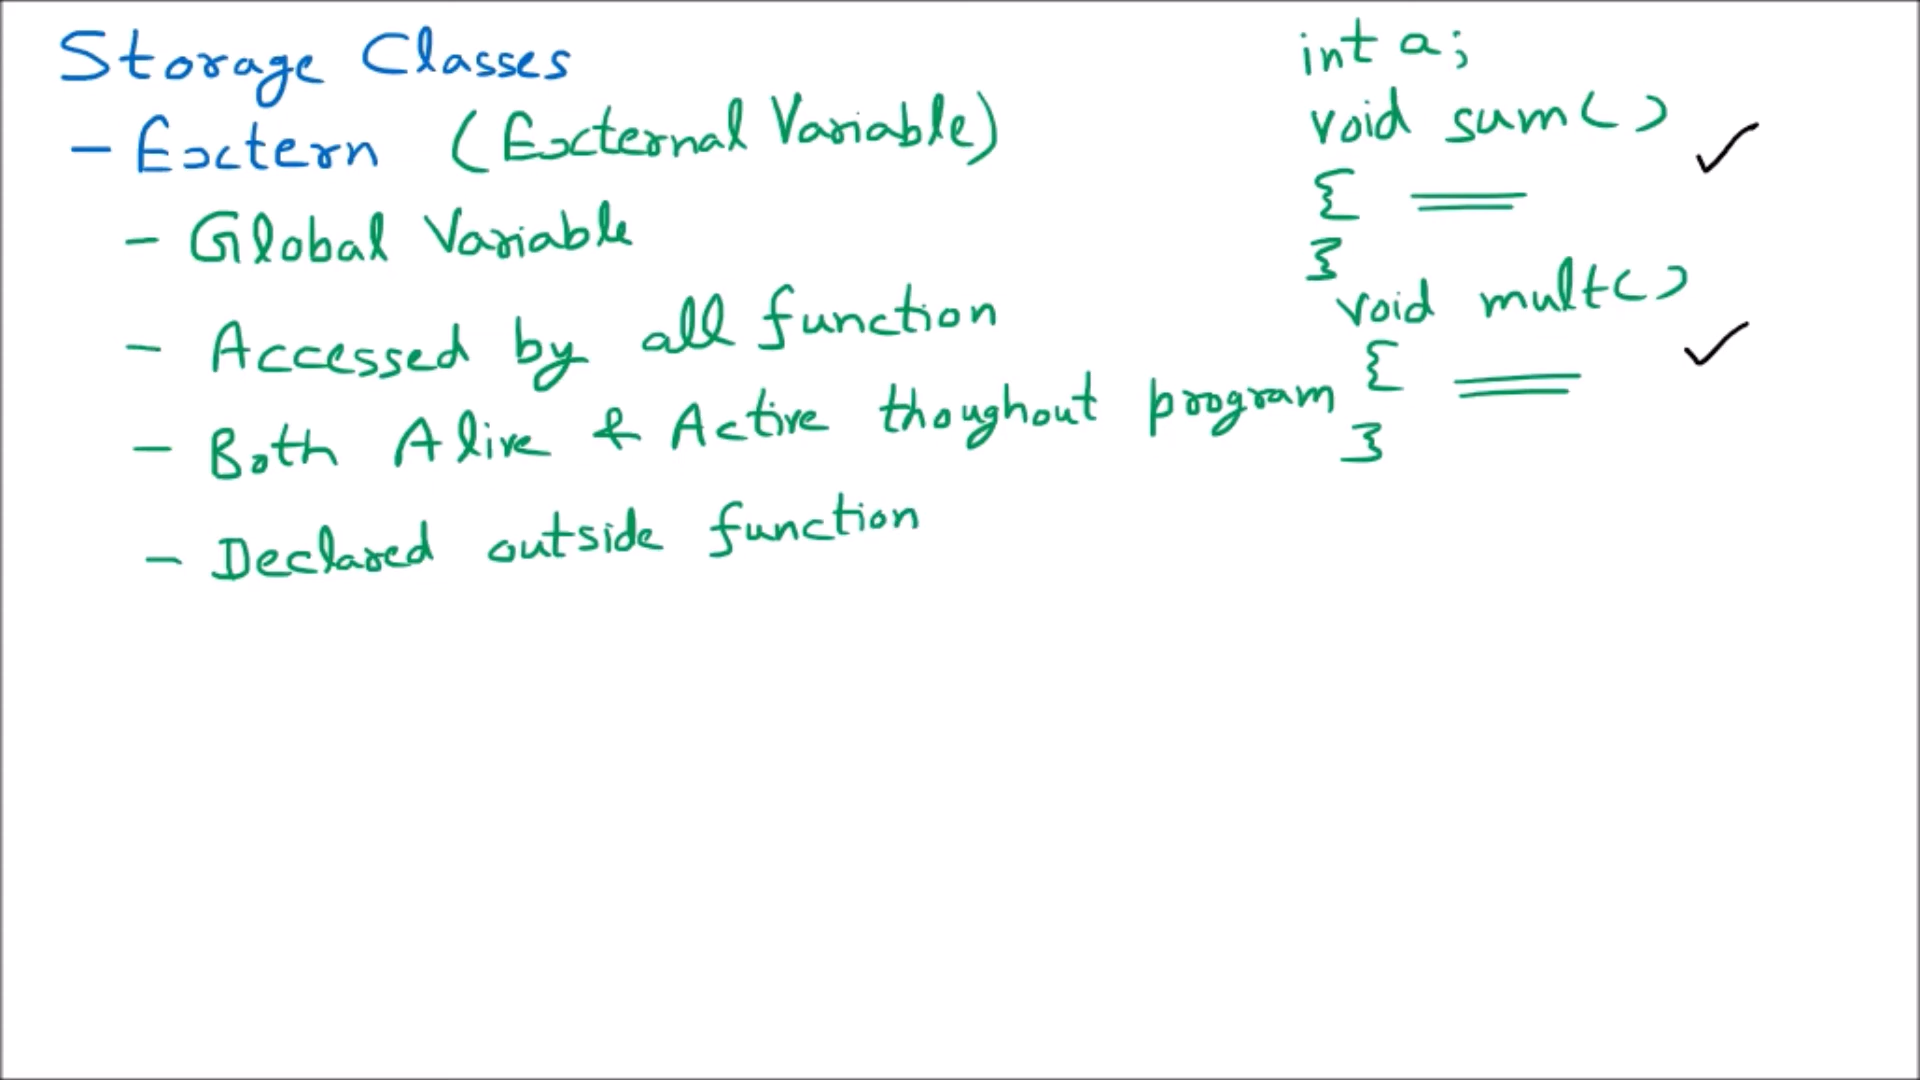 Storage Classes
- Extern (External Variable)
- Global Variable
- Accessed by all function
- Both Alive & Active thoughout program
- Declared outside function
int a;
void sum()
{
}
void mult()
{
}